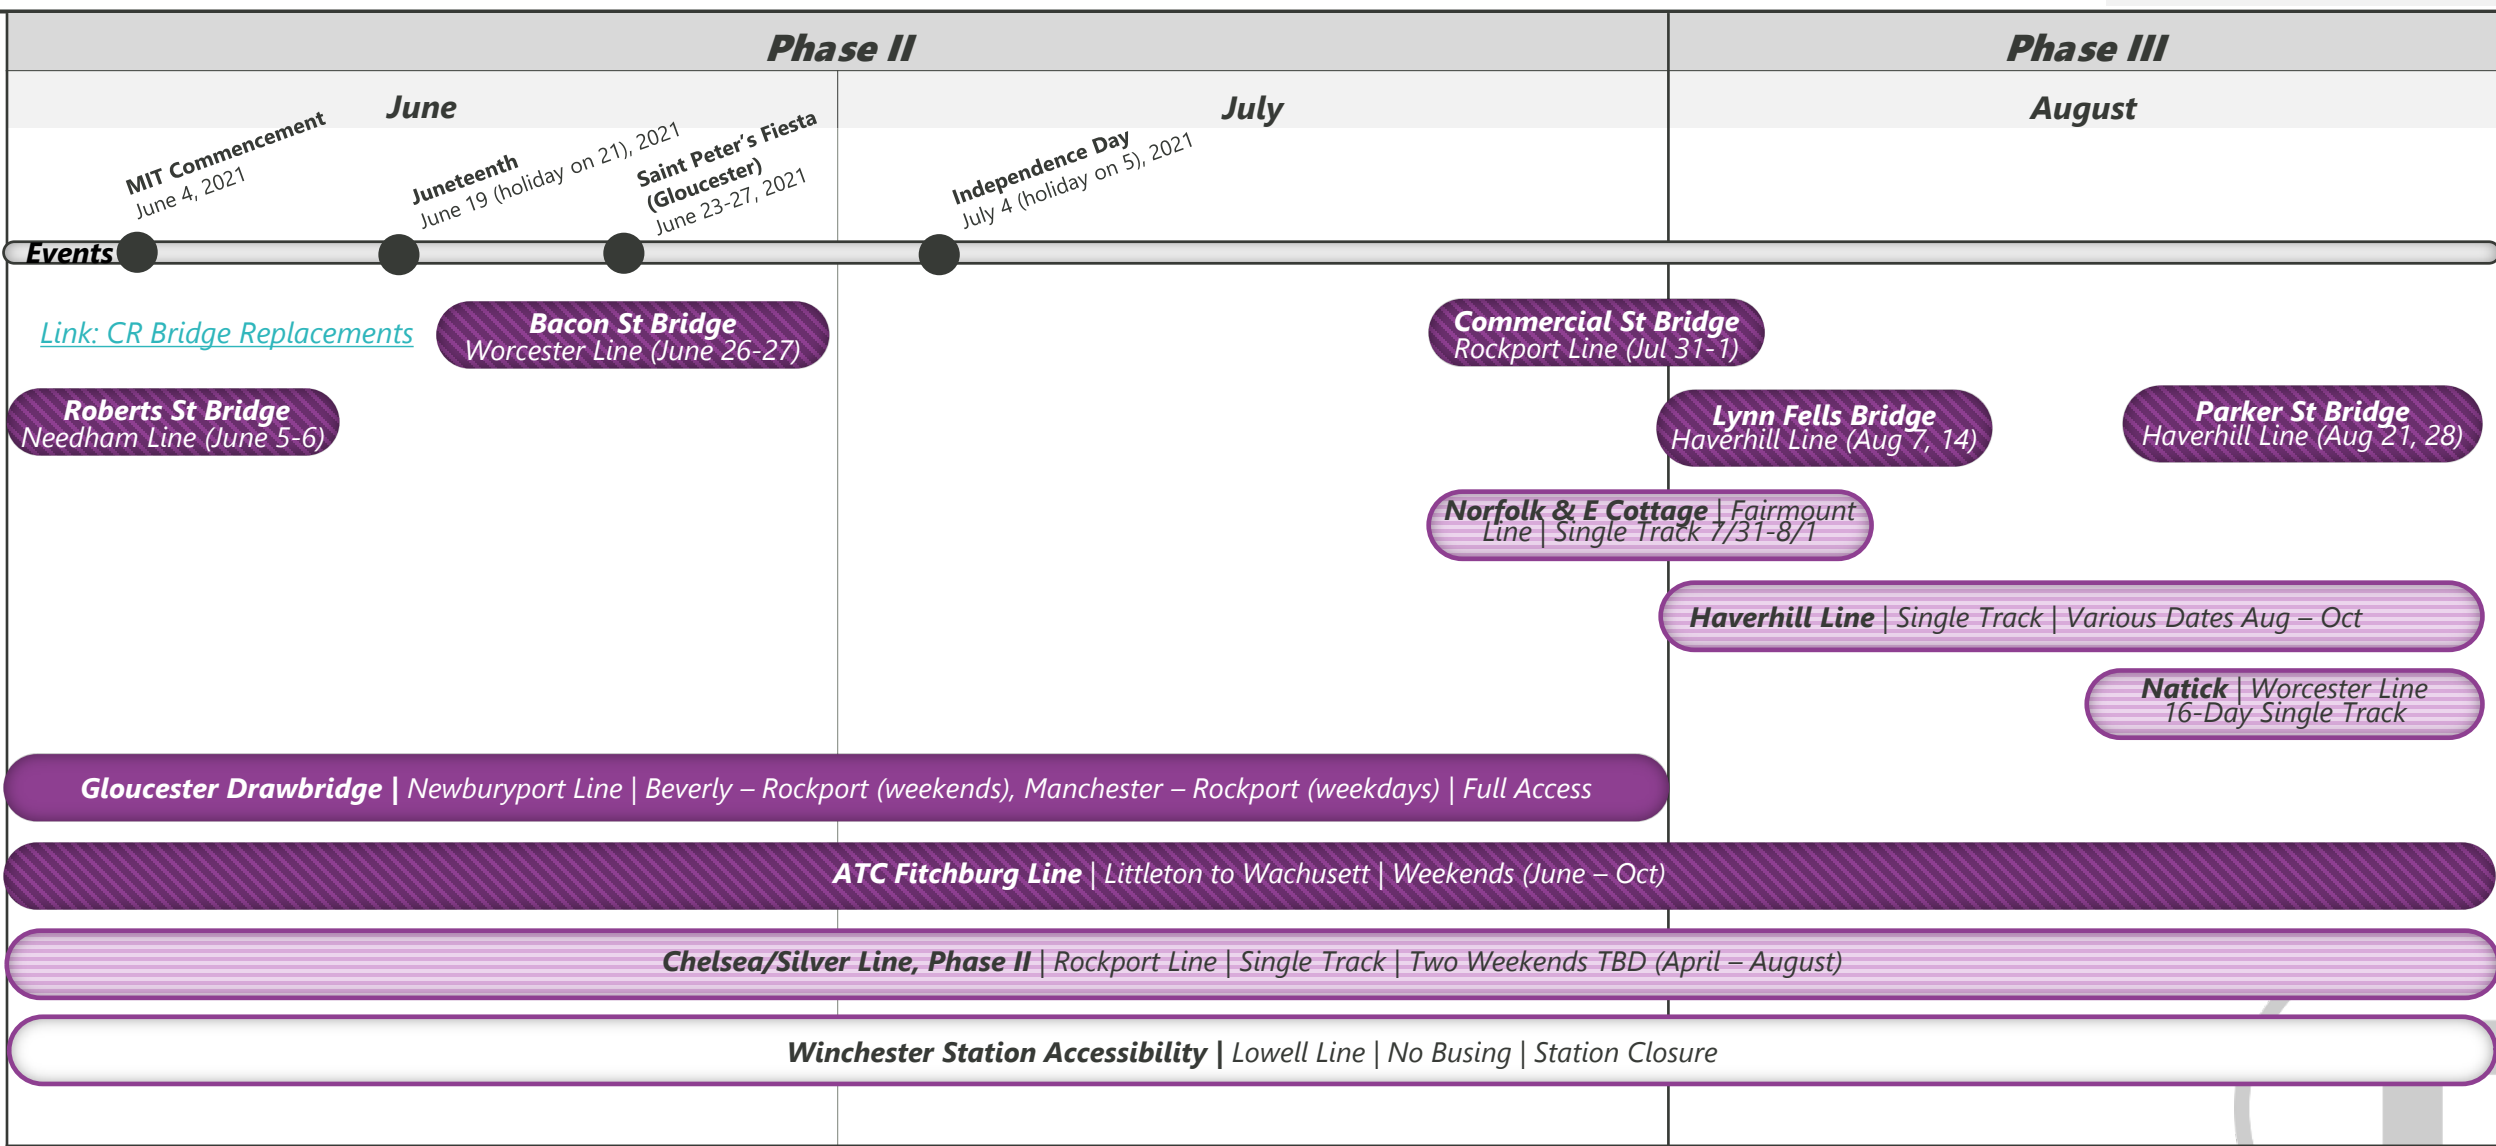 Phase II
Phase III
June
July
August
MIT Commencement
June 4, 2021
Juneteenth
June 19 (holiday on 21), 2021
Saint Peter's Fiesta
(Gloucester)
June 23-27, 2021
Independence Day
July 4 (holiday on 5), 2021
Events
Link: CR Bridge Replacements
Bacon St Bridge
Worcester Line (June 26-27)
Commercial St Bridge
Rockport Line (Jul 31-1)
Roberts St Bridge
Needham Line (June 5-6)
Lynn Fells Bridge
Haverhill Line (Aug 7, 14)
Parker St Bridge
Haverhill Line (Aug 21, 28)
Norfolk & E Cottage | Fairmount
Line | Single Track 7/31-8/1
Haverhill Line | Single Track | Various Dates Aug – Oct
Natick | Worcester Line
16-Day Single Track
Gloucester Drawbridge | Newburyport Line | Beverly – Rockport (weekends), Manchester – Rockport (weekdays) | Full Access
ATC Fitchburg Line | Littleton to Wachusett | Weekends (June – Oct)
Chelsea/Silver Line, Phase II | Rockport Line | Single Track | Two Weekends TBD (April – August)
Winchester Station Accessibility | Lowell Line | No Busing | Station Closure